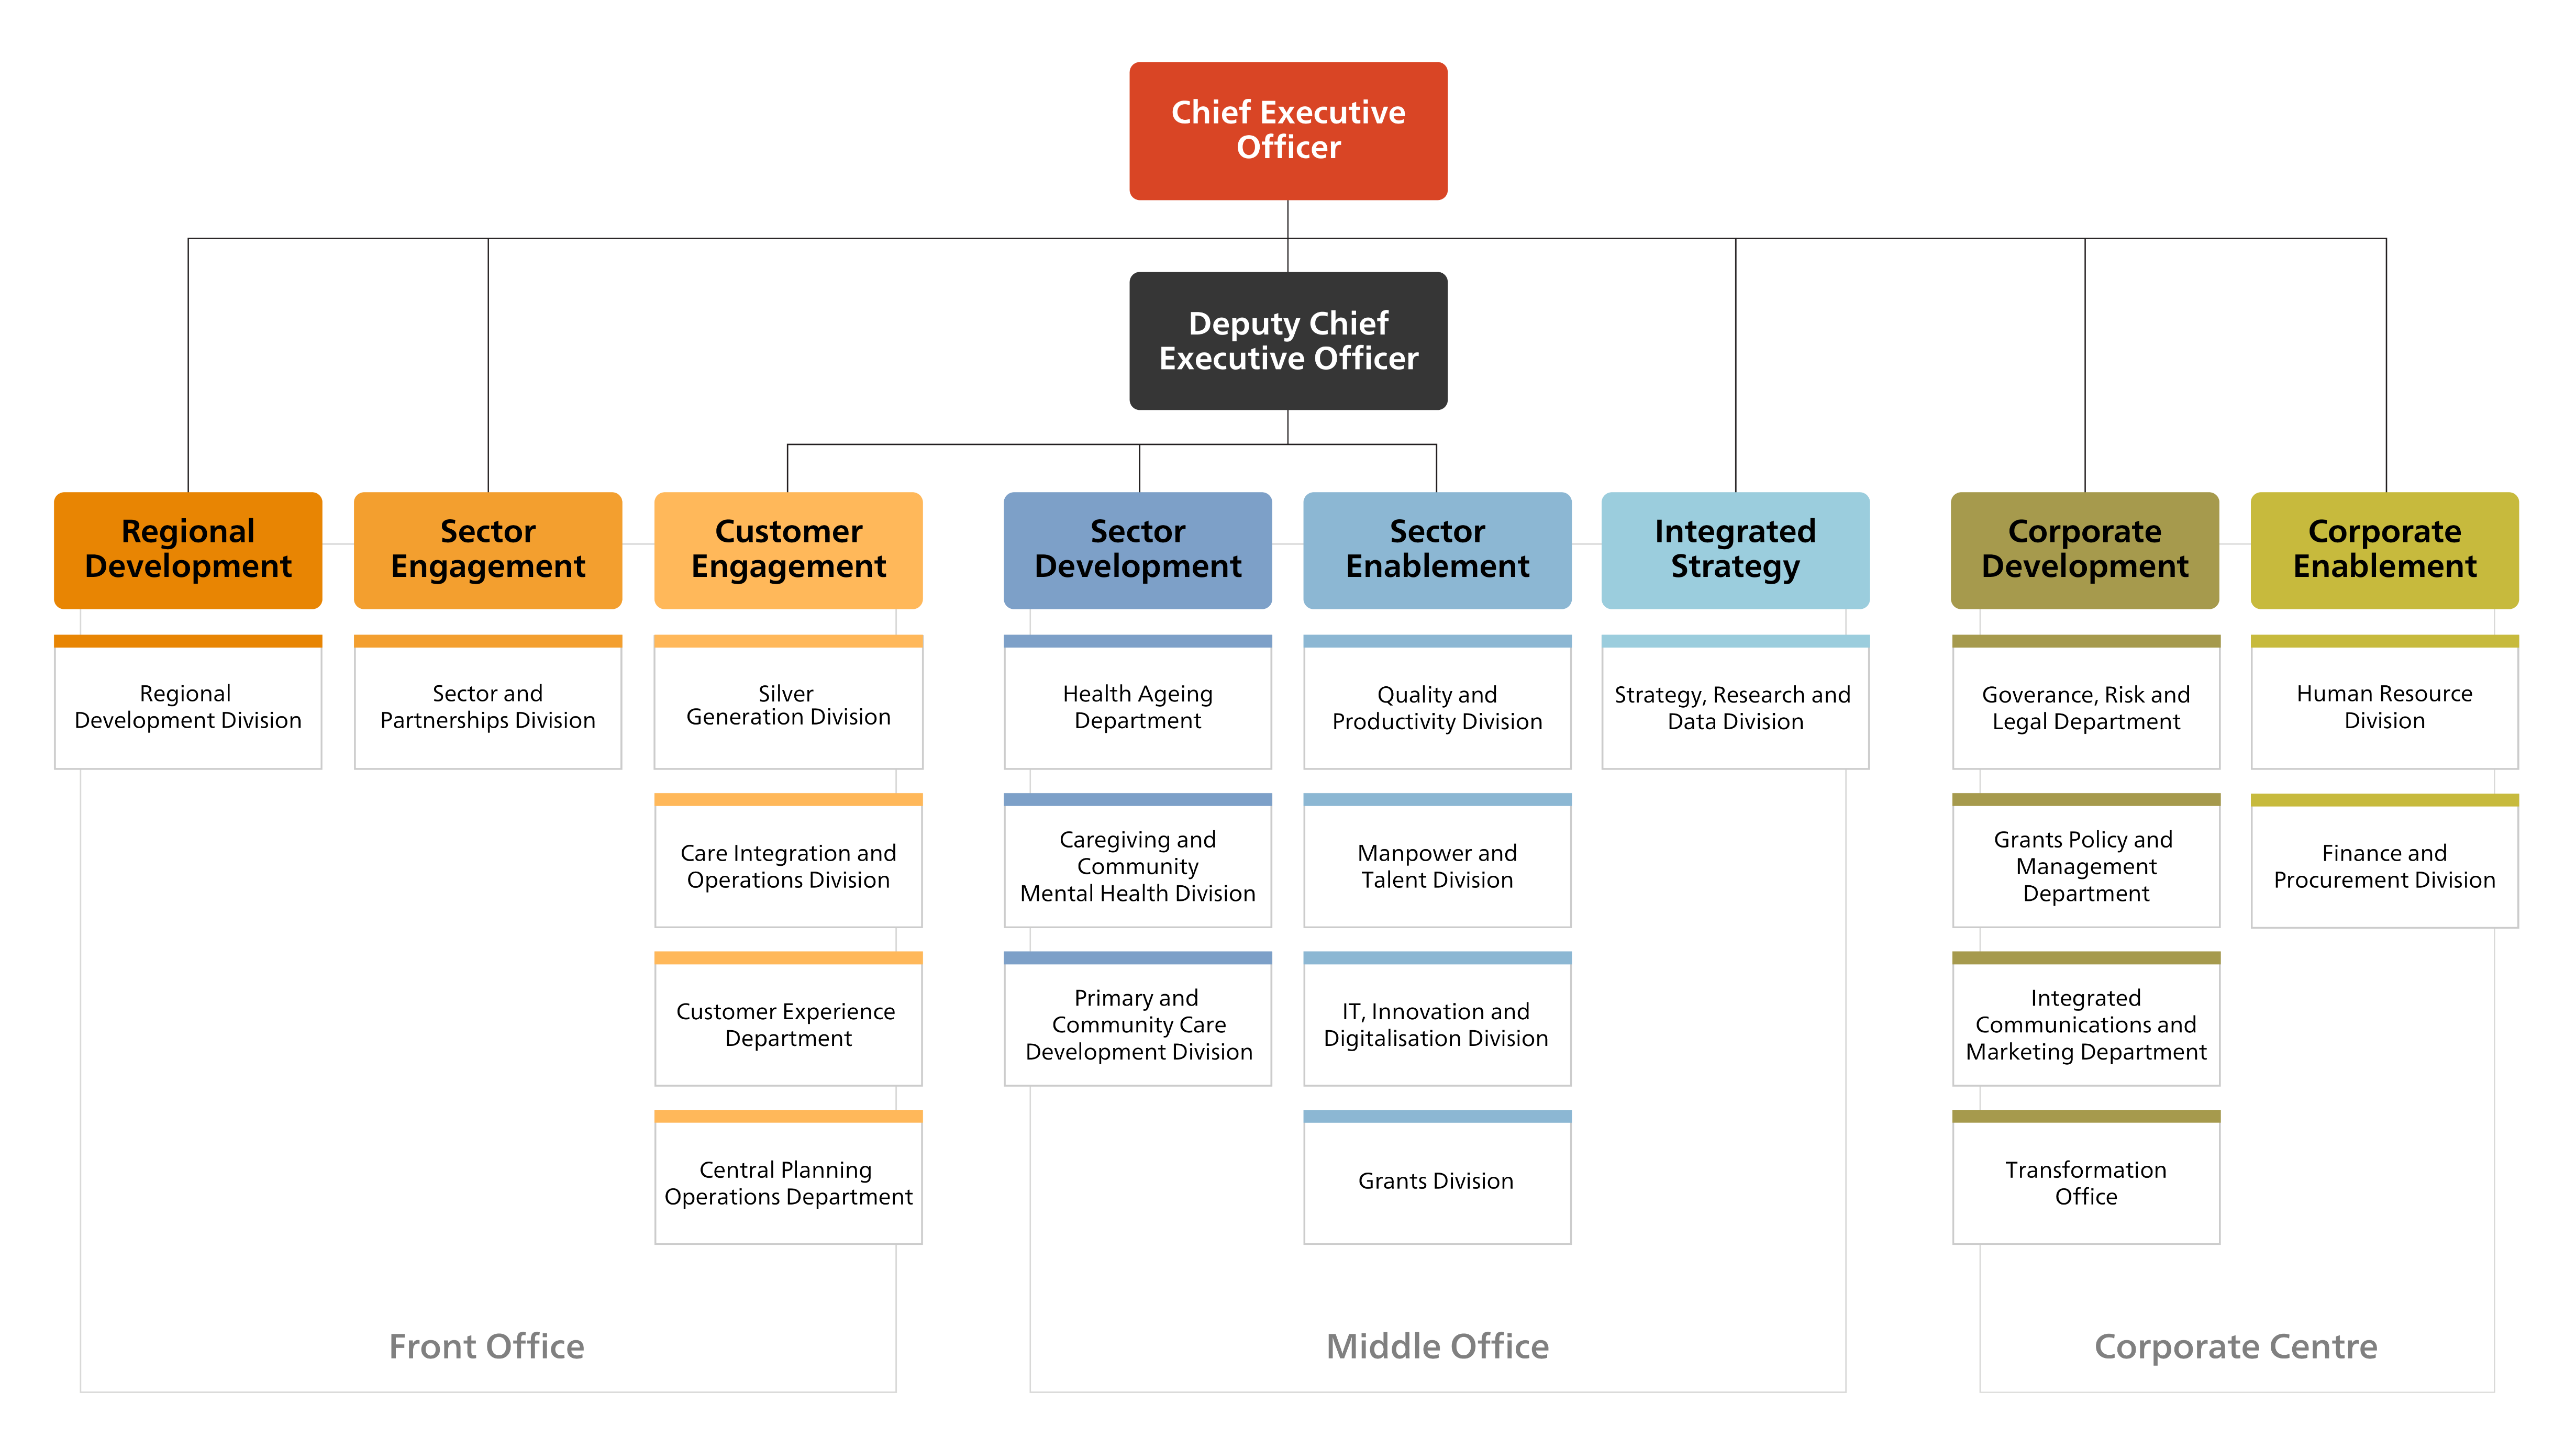 Chief Executive
Officer
Deputy Chief
Executive Officer
Regional
Development
Sector
Engagement
Customer
Engagement
Sector
Development
Sector
Enablement
Integrated
Strategy
Corporate
Development
Corporate
Enablement
Regional
Development Division
Sector and
Partnerships Division
Silver
Generation Division
Health Ageing
Department
Quality and
Productivity Division
Strategy, Research and
Data Division
Goverance, Risk and
Legal Department
Human Resource
Division
Care Integration and
Operations Division
Caregiving and
Community
Mental Health Division
Manpower and
Talent Division
Grants Policy and
Management
Department
Finance and
Procurement Division
Customer Experience
Department
Primary and
Community Care
Development Division
IT, Innovation and
Digitalisation Division
Integrated
Communications and
Marketing Department
Central Planning
Operations Department
Grants Division
Transformation
Office
Front Office
Middle Office
Corporate Centre